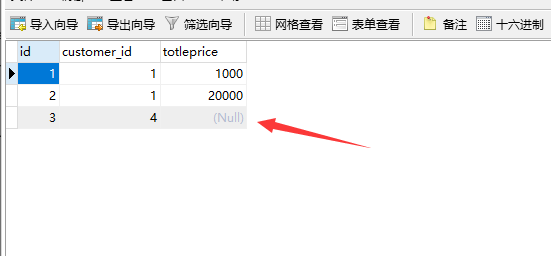 导入向导 导出向导 筛选向导 网格查看 表单查看 备注 十六进制
id customer_id totleprice
1 1 1000
2 1 20000
3 4 (Null)